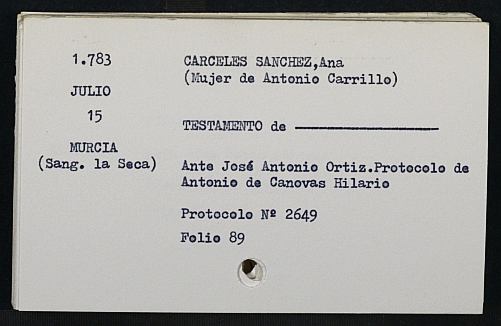 1.783
JULIO
15
MURCIA
(Sang. la Seca)
CARCELES SANCHEZ,Ana
(Mujer de Antonio Carrillo)
TESTAMENTO de ————————
Ante José Antonio Ortiz.Protocolo de
Antonio de Canovas Hilario
Protocolo Nº 2649
Folio 89